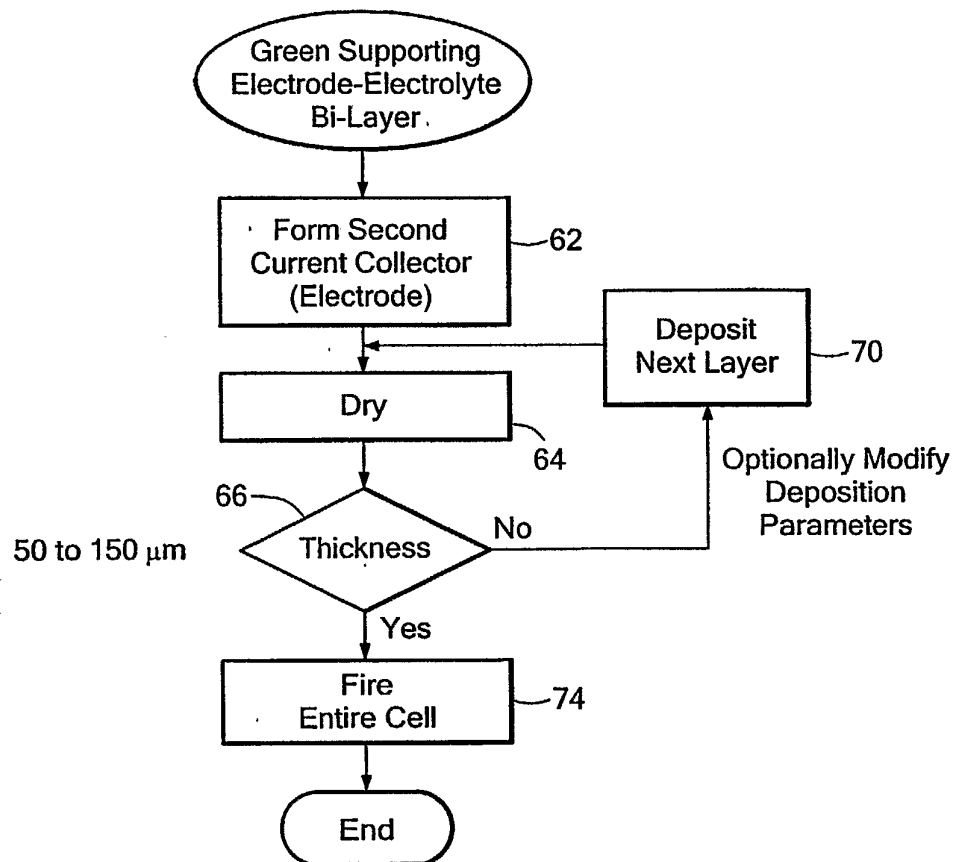 Green Supporting
Electrode-Electrolyte
Bi-Layer
Form Second
Current Collector
(Electrode)
62
Deposit
Next Layer
70
Dry
64
Optionally Modify
Deposition
Parameters
66
50 to 150 μm
Thickness
No
Yes
Fire
Entire Cell
74
End